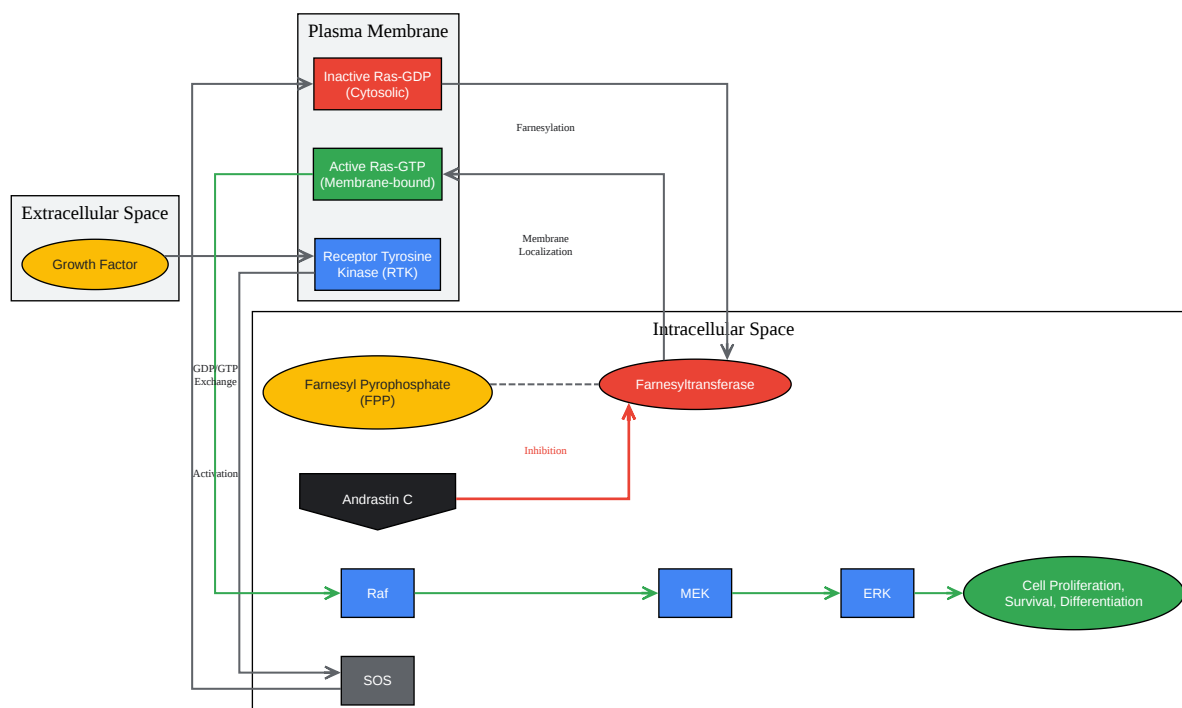 Plasma Membrane
Inactive Ras-GDP
(Cytosolic)
Farnesylation
Active Ras-GTP
(Membrane-bound)
Extracellular Space
Growth Factor
Receptor Tyrosine
Kinase (RTK)
Membrane
Localization
Intracellular Space
GDP/GTP
Exchange
Farnesyl Pyrophosphate
(FPP)
Farnesyltransferase
Inhibition
Activation
Andrastin C
Raf
MEK
ERK
Cell Proliferation,
Survival, Differentiation
SOS